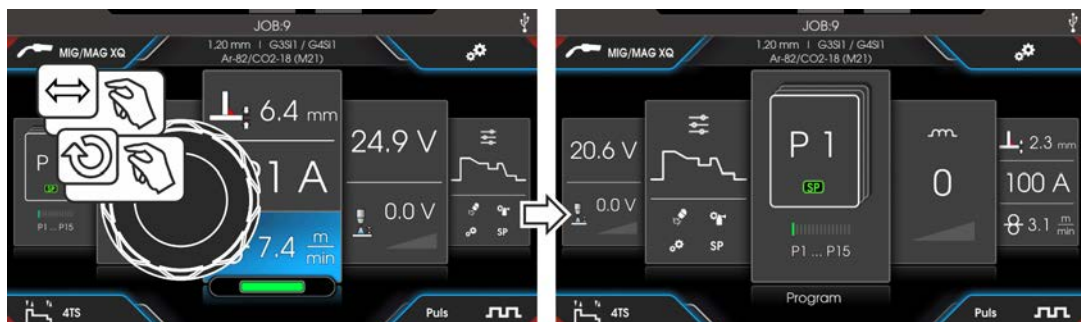 JOB:9
MIG/MAG XQ
1,20 mm I G3Si1 / G4Si1
Ar-82/CO2-18 (M21)
6.4 mm
24.9 V
P
SP
1 A
0.0 V
P1 ... P15
SP
7.4 m/min
4TS
Puls
JOB:9
MIG/MAG XQ
1,20 mm I G3Si1 / G4Si1
Ar-82/CO2-18 (M21)
20.6 V
P 1
2.3 mm
SP
0
100 A
0.0 V
SP
P1 ... P15
3.1 m/min
Program
4TS
Puls